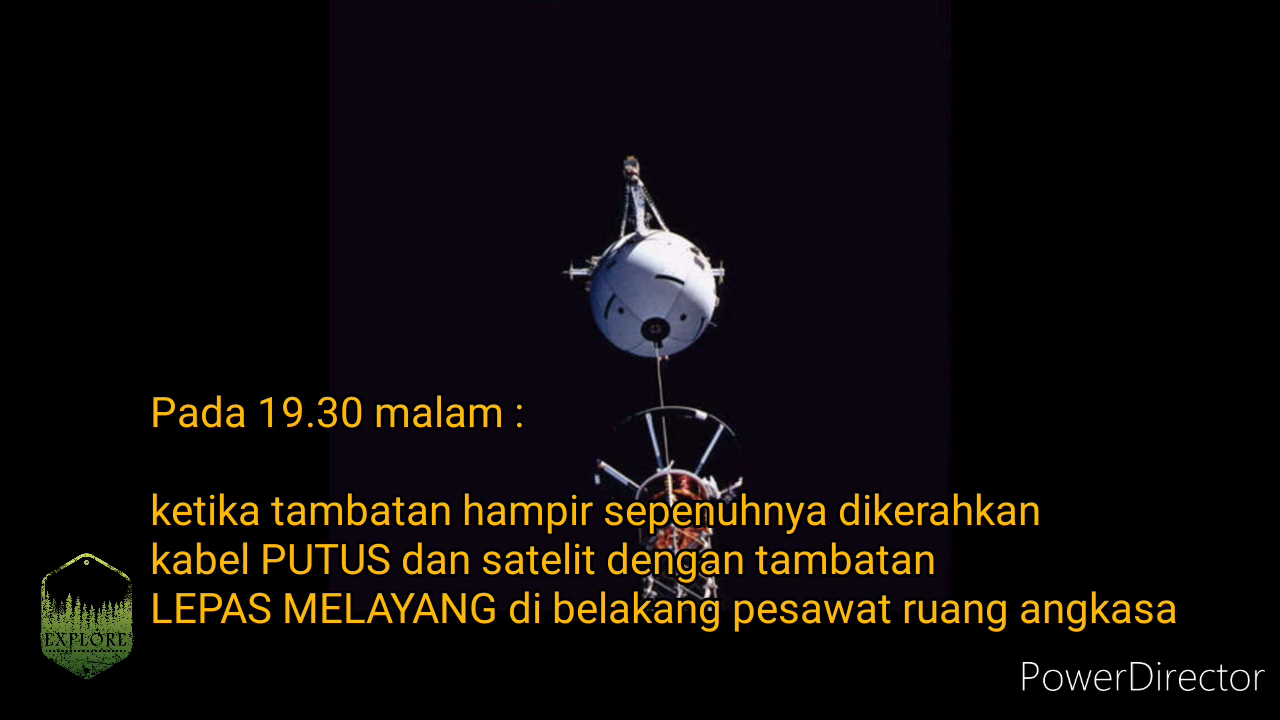 Pada 19.30 malam :
ketika tambatan hampir sepenuhnya dikerahkan
kabel PUTUS dan satelit dengan tambatan
LEPAS MELAYANG di belakang pesawat ruang angkasa
EXPLORE
PowerDirector